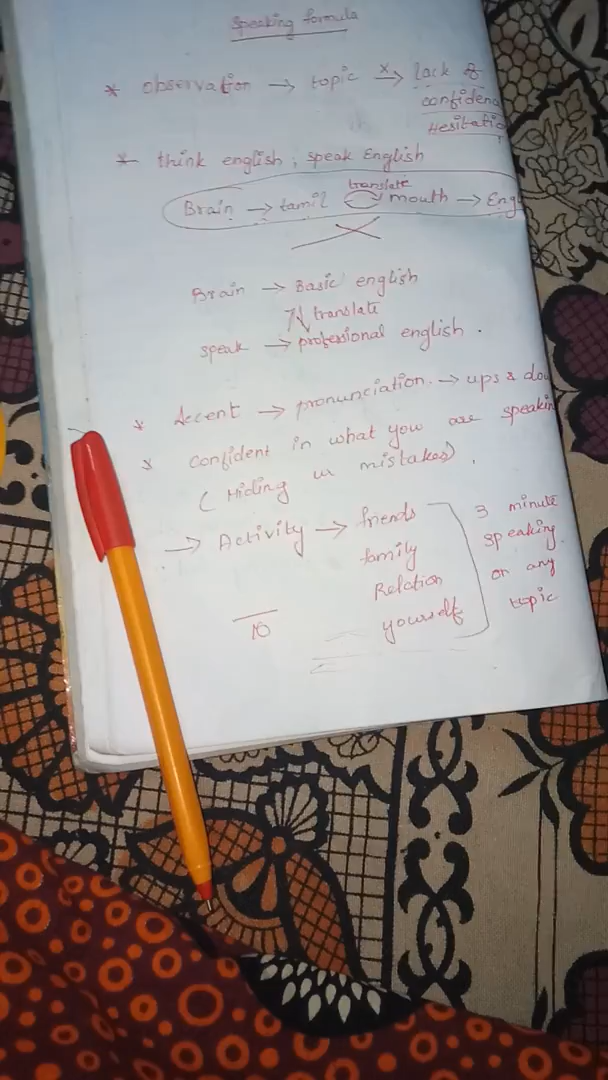 Speaking formula
* observation → topic x→ lack of
confidenc
Hesitatio
* think english, speak English
translate
Brain → tamil mouth → Eng
Brain → Basic english
translate
speak → professional english.
* Accent → pronunciation. → ups & dow
* confident in what you are speakin
(Hiding ur mistakes).
→ Activity → friends
family
Relation
yourself
3 minute
speaking
on any
topic
10